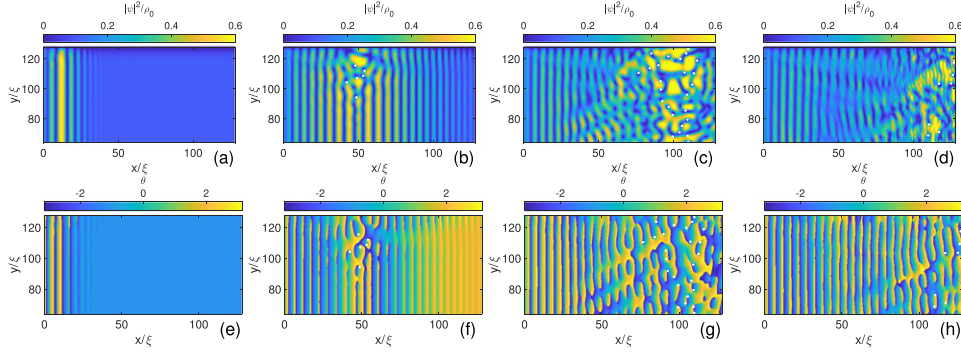 |ψ|²/ρ₀ |ψ|²/ρ₀ |ψ|²/ρ₀ |ψ|²/ρ₀
0 0.2 0.4 0.6 0 0.2 0.4 0.6 0 0.2 0.4 0.6 0 0.2 0.4 0.6
y/ξ 120 100 80 y/ξ 120 100 80 y/ξ 120 100 80 y/ξ 120 100 80
0 50 100 (a) 0 50 100 (b) 0 50 100 (c) 0 50 100 (d)
x/ξ x/ξ x/ξ x/ξ
θ θ θ θ
-2 0 2 -2 0 2 -2 0 2 -2 0 2
y/ξ 120 100 80 y/ξ 120 100 80 y/ξ 120 100 80 y/ξ 120 100 80
0 50 100 (e) 0 50 100 (f) 0 50 100 (g) 0 50 100 (h)
x/ξ x/ξ x/ξ x/ξ